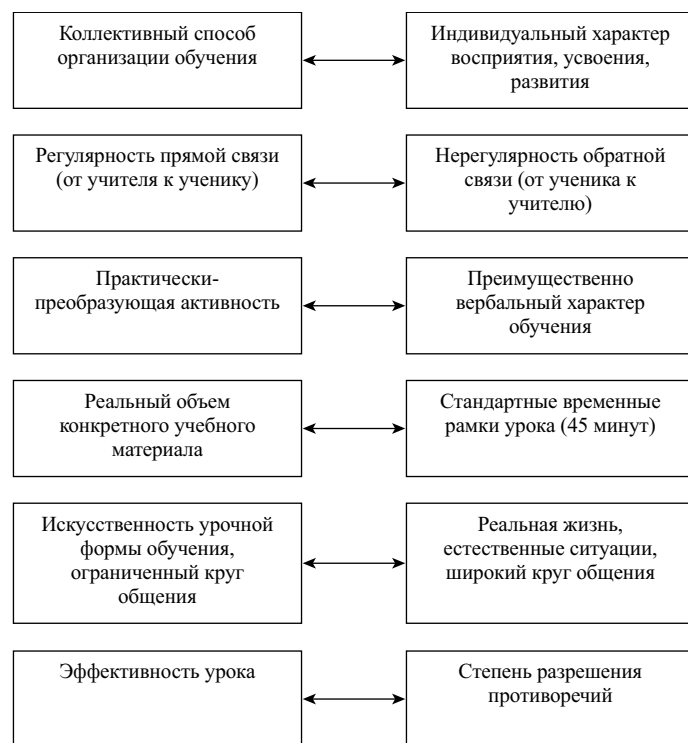 Коллективный способ
организации обучения
Индивидуальный характер
восприятия, усвоения,
развития
Регулярность прямой связи
(от учителя к ученику)
Нерегулярность обратной
связи (от ученика к
учителю)
Практически-
преобразующая активность
Преимущественно
вербальный характер
обучения
Реальный объем
конкретного учебного
материала
Стандартные временные
рамки урока (45 минут)
Искусственность урочной
формы обучения,
ограниченный круг
общения
Реальная жизнь,
естественные ситуации,
широкий круг общения
Эффективность урока
Степень разрешения
противоречий